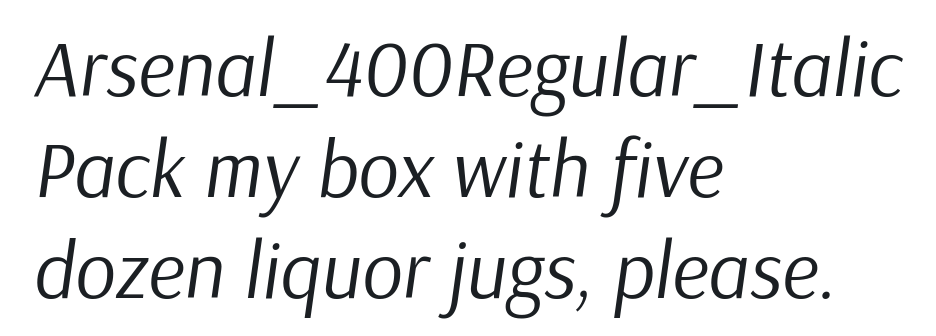 Arsenal_400Regular_Italic
Pack my box with five
dozen liquor jugs, please.